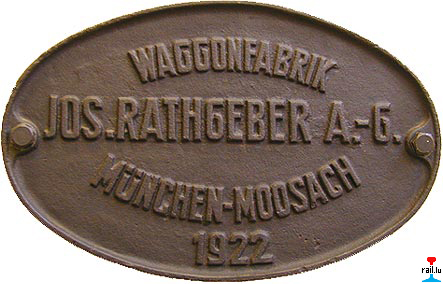 WAGGONFABRIK
JOS.RATHGEBER A.-G.
MÜNCHEN-MOOSACH
1922
rail.lu